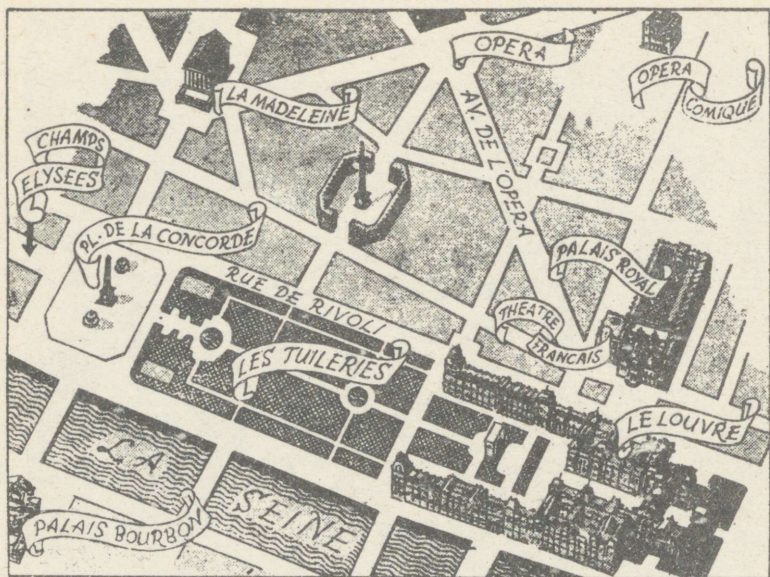 OPERA
OPERA
COMIQUE
LA MADELEINE
AV. DE L'OPERA
CHAMPS
ELYSEES
PL. DE LA CONCORDE
PALAIS ROYAL
RUE DE RIVOLI
THEATRE
FRANCAIS
LES TUILERIES
LE LOUVRE
LA
SEINE
PALAIS BOURBON